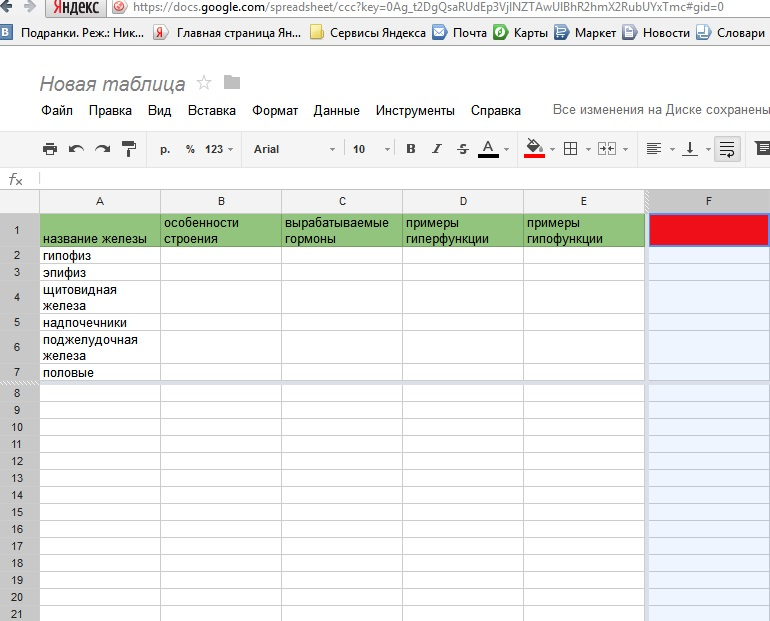 Яндекс https://docs.google.com/spreadsheet/ccc?key=0Ag_t2DgQsaRUdEp3VjlNZTAwUlBhR2hmX2RubUYxTmc#gid=0
В Подранки. Реж.: Ник... Я Главная страница Ян... Сервисы Яндекса Почта Карты Маркет Новости Словари
Новая таблица
Файл Правка Вид Вставка Формат Данные Инструменты Справка Все изменения на Диске сохранены
р. % 123 Arial 10 B I S A
fx
A B C D E F
1 название железы особенности строения вырабатываемые гормоны примеры гиперфункции примеры гипофункции
2 гипофиз
3 эпифиз
4 щитовидная железа
5 надпочечники
6 поджелудочная железа
7 половые
8
9
10
11
12
13
14
15
16
17
18
19
20
21